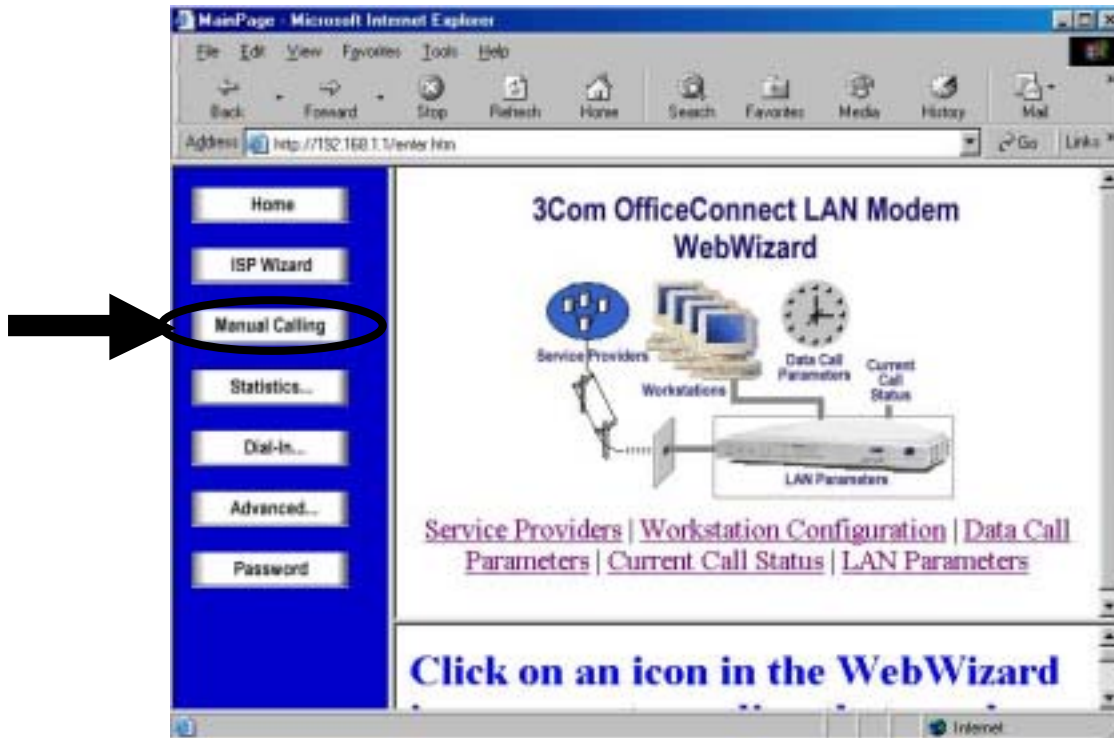 MainPage - Microsoft Internet Explorer
File Edit View Favorites Tools Help
Back Forward Stop Refresh Home Search Favorites Media History Mail
Address http://192.168.1.1/enter.htm Go Links
Home
ISP Wizard
Manual Calling
Statistics...
Dial-In...
Advanced...
Password
3Com OfficeConnect LAN Modem
WebWizard
Service Providers
Workstations
Data Call
Parameters
Current
Call
Status
LAN Parameters
Service Providers | Workstation Configuration | Data Call
Parameters | Current Call Status | LAN Parameters
Click on an icon in the WebWizard
Internet